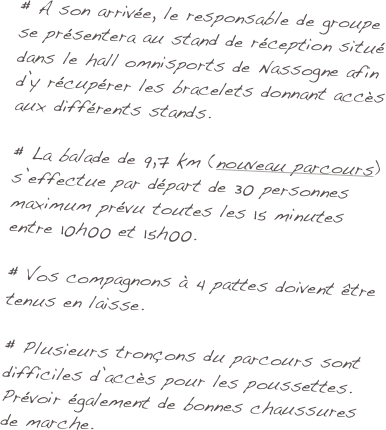 # A son arrivée, le responsable de groupe
se présentera au stand de réception situé
dans le hall omnisports de Nassogne afin
d'y récupérer les bracelets donnant accès
aux différents stands.
# La balade de 9,7 km (nouveau parcours)
s'effectue par départ de 30 personnes
maximum prévu toutes les 15 minutes
entre 10h00 et 15h00.
# Vos compagnons à 4 pattes doivent être
tenus en laisse.
# Plusieurs tronçons du parcours sont
difficiles d'accès pour les poussettes.
Prévoir également de bonnes chaussures
de marche.